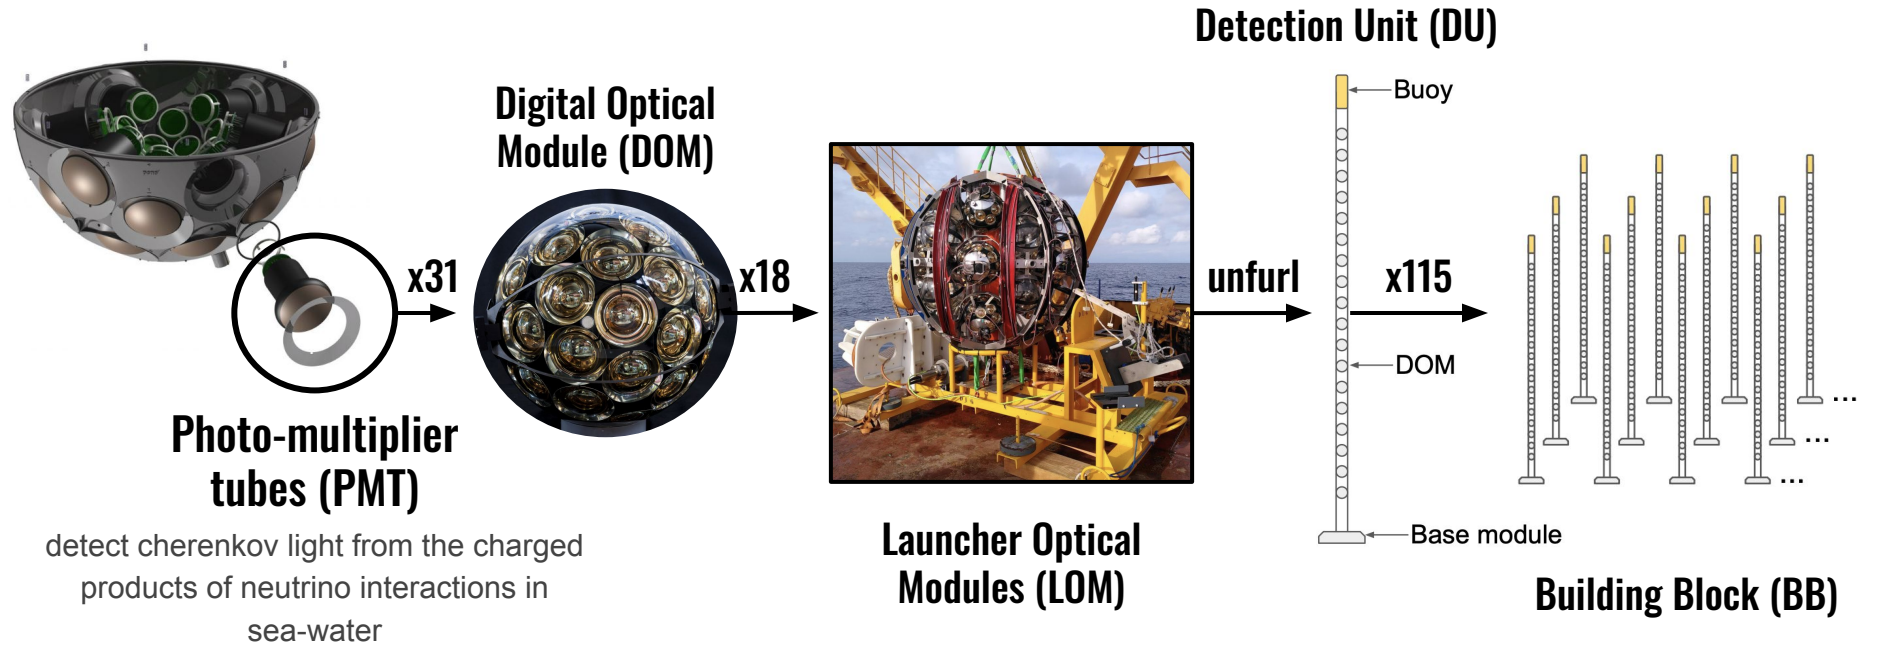 Detection Unit (DU)
Digital Optical
Module (DOM)
Buoy
x31
x18
unfurl
x115
DOM
Photo-multiplier
tubes (PMT)
detect cherenkov light from the charged
products of neutrino interactions in
sea-water
Launcher Optical
Modules (LOM)
Base module
Building Block (BB)
...
...
...